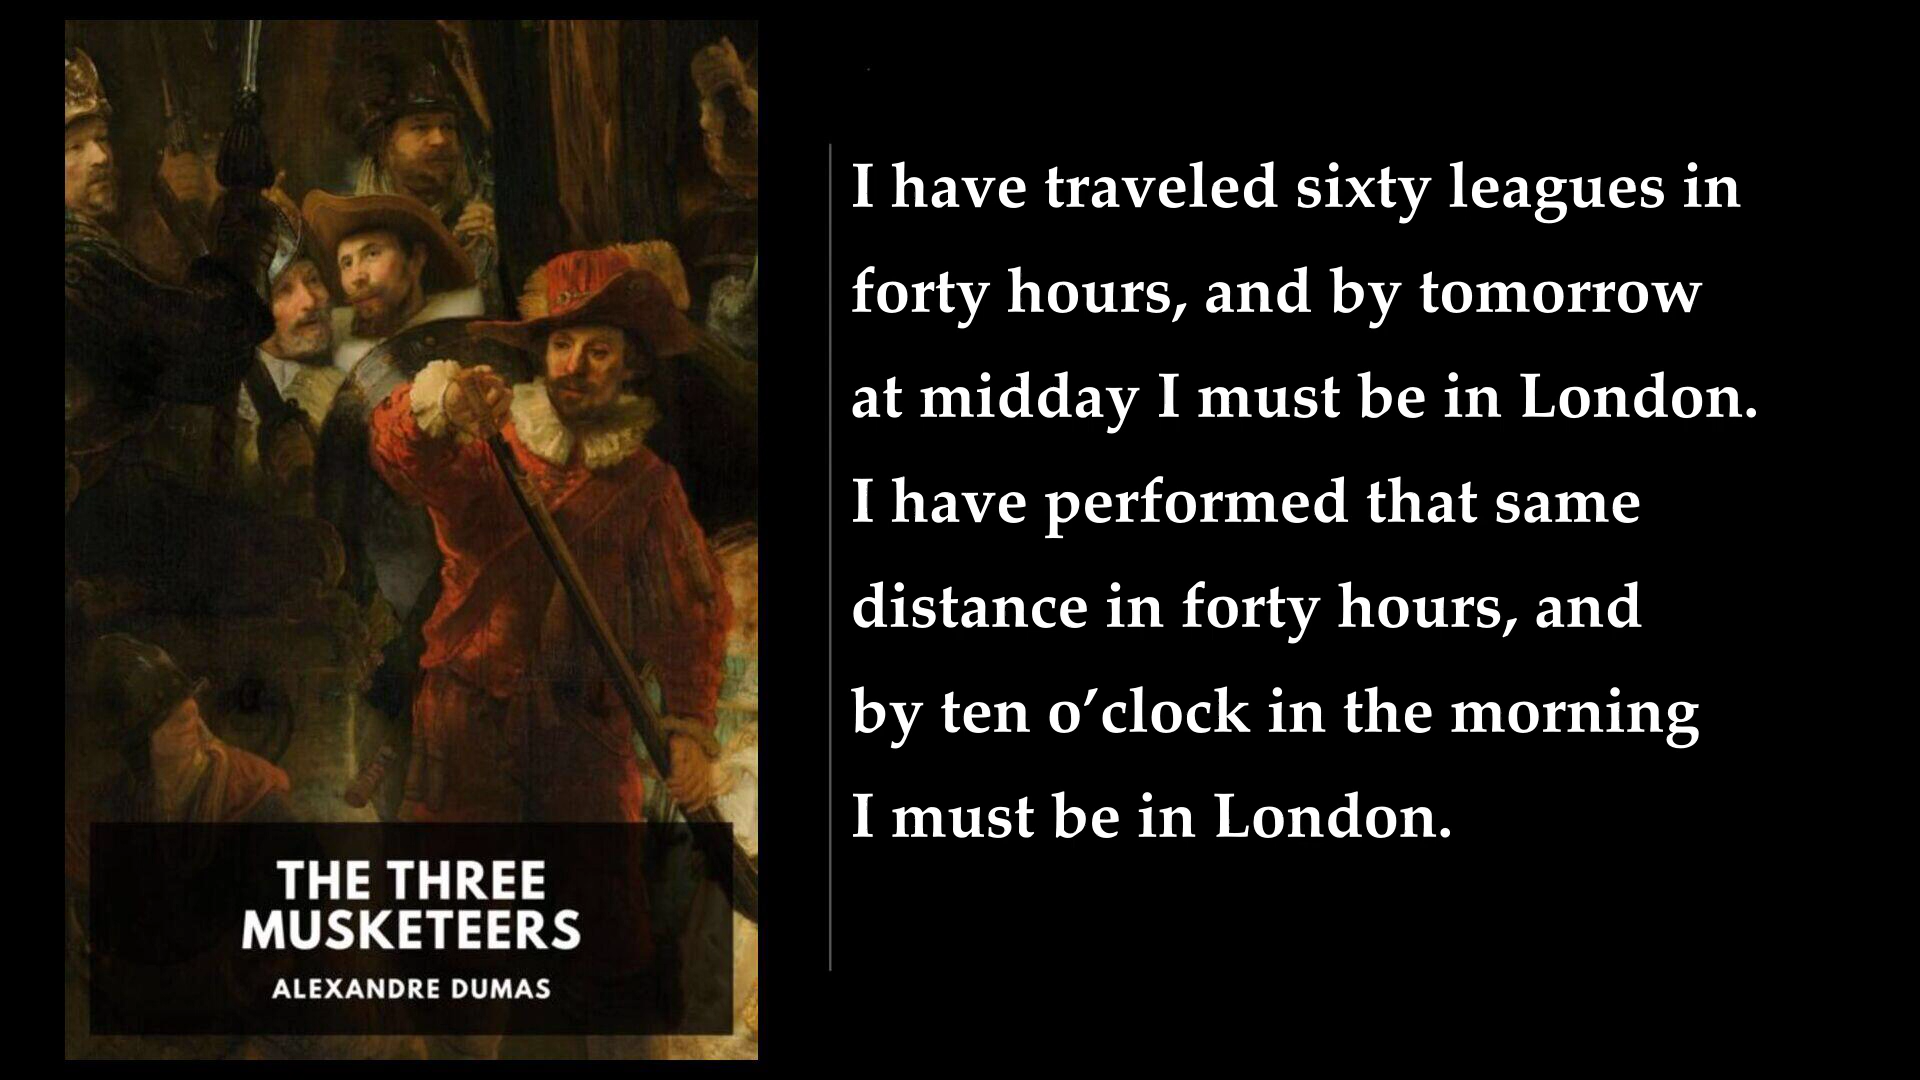 THE THREE
MUSKETEERS
ALEXANDRE DUMAS
I have traveled sixty leagues in
forty hours, and by tomorrow
at midday I must be in London.
I have performed that same
distance in forty hours, and
by ten o’clock in the morning
I must be in London.